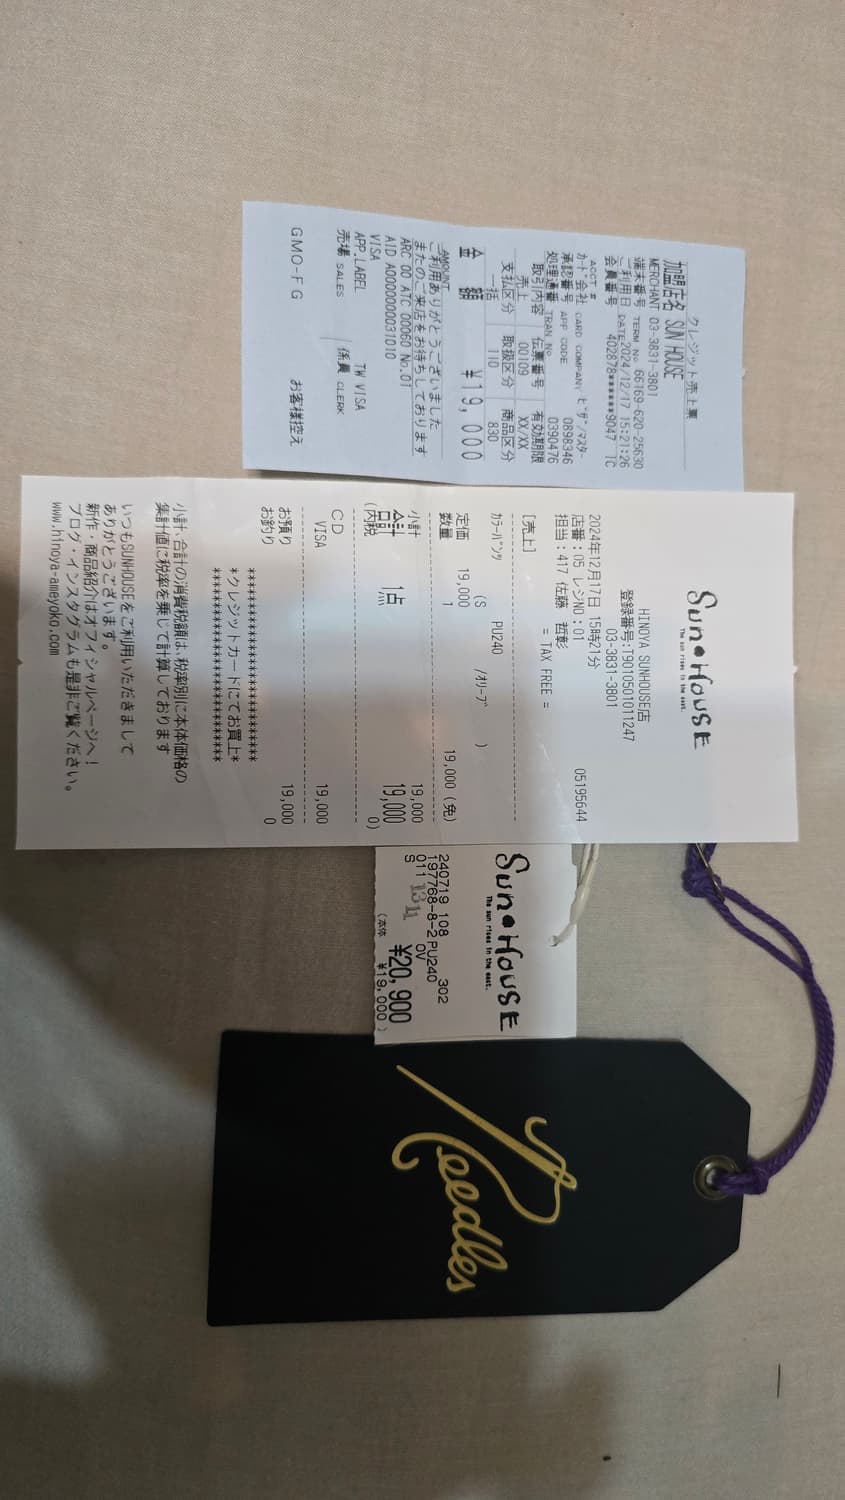 クレジット売上票
加盟店名 SUN HOUSE
MERCHANT 03-3831-3801
端末番号 TERM.No 66169-620-25630
ご利用日 DATE 2024/12/17 15:21:26
会員番号 402878******9047 1C
ACCT #
カード会社 CARD COMPANY ビザ/マスター
承認番号 APP CODE 0898346
処理通番 TRAN No 0390476
取引内容 伝票番号 有効期限
売上 00109 XX/XX
支払区分 取扱区分 商品区分
一括 110 830
金 額 ¥19,000
AMOUNT
ご利用ありがとうございました
またのご来店をお待ちしております
ARC 00 ATC 00060 No.01
AID A0000000031010
VISA
APP.LABEL TW VISA
売場 SALES 係員 CLERK
GMO-FG お客様控え
Sun・House
The sun rises in the east.
HINOYA SUNHOUSE店
登録番号:T9010501011247
03-3831-3801
2024年12月17日 15時21分 05195644
店番:05 レジNO:01
担当:417 佐藤 哲彰
= TAX FREE =
[売上]
カラーパンツ PU240
(S /オリーブ )
定価 19,000
数量 1 19,000(免)
小計 19,000
合計 1点 19,000
(内税 0)
CD
VISA 19,000
お預り 19,000
お釣り 0
**********************
*クレジットカードにてお買上*
**********************
小計、合計の消費税額は、税率別に本体価格の
集計値に税率を乗じて計算しております
いつもSUNHOUSEをご利用いただきまして
ありがとうございます。
新作・商品紹介はオフィシャルページへ!
ブログ・インスタグラムも是非ご覧ください。
www.hinoya-ameyoko.com
Sun・House
The sun rises in the east.
240719 108 302
197768-8-2 PU240
011 OV
S
¥20,900
(本体 ¥19,000)
Needles